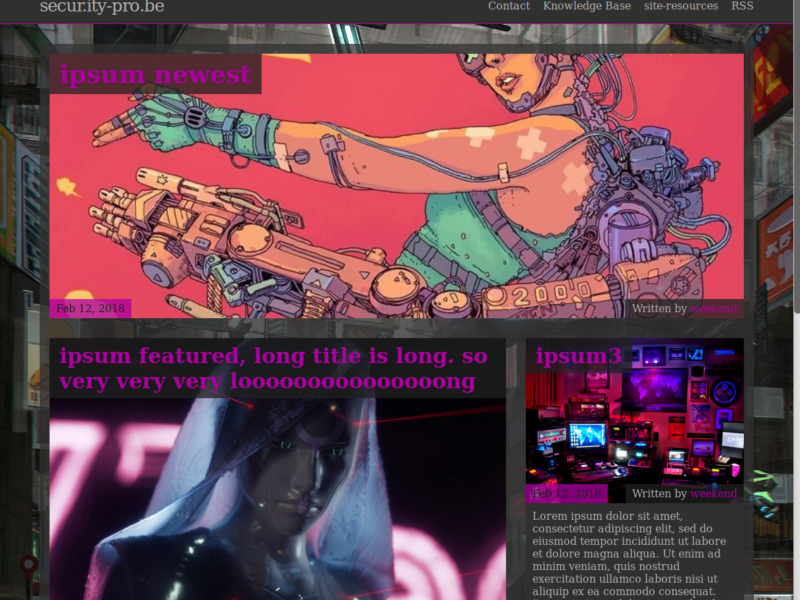 secur.ity-pro.be
Contact Knowledge Base site-resources RSS
ipsum newest
2000
Feb 12, 2018
Written by weekend
ipsum featured, long title is long. so
very very very looooooooooooooooong
ipsum3
Feb 12, 2018
Written by weekend
Lorem ipsum dolor sit amet,
consectetur adipiscing elit, sed do
eiusmod tempor incididunt ut labore
et dolore magna aliqua. Ut enim ad
minim veniam, quis nostrud
exercitation ullamco laboris nisi ut
aliquip ex ea commodo consequat.